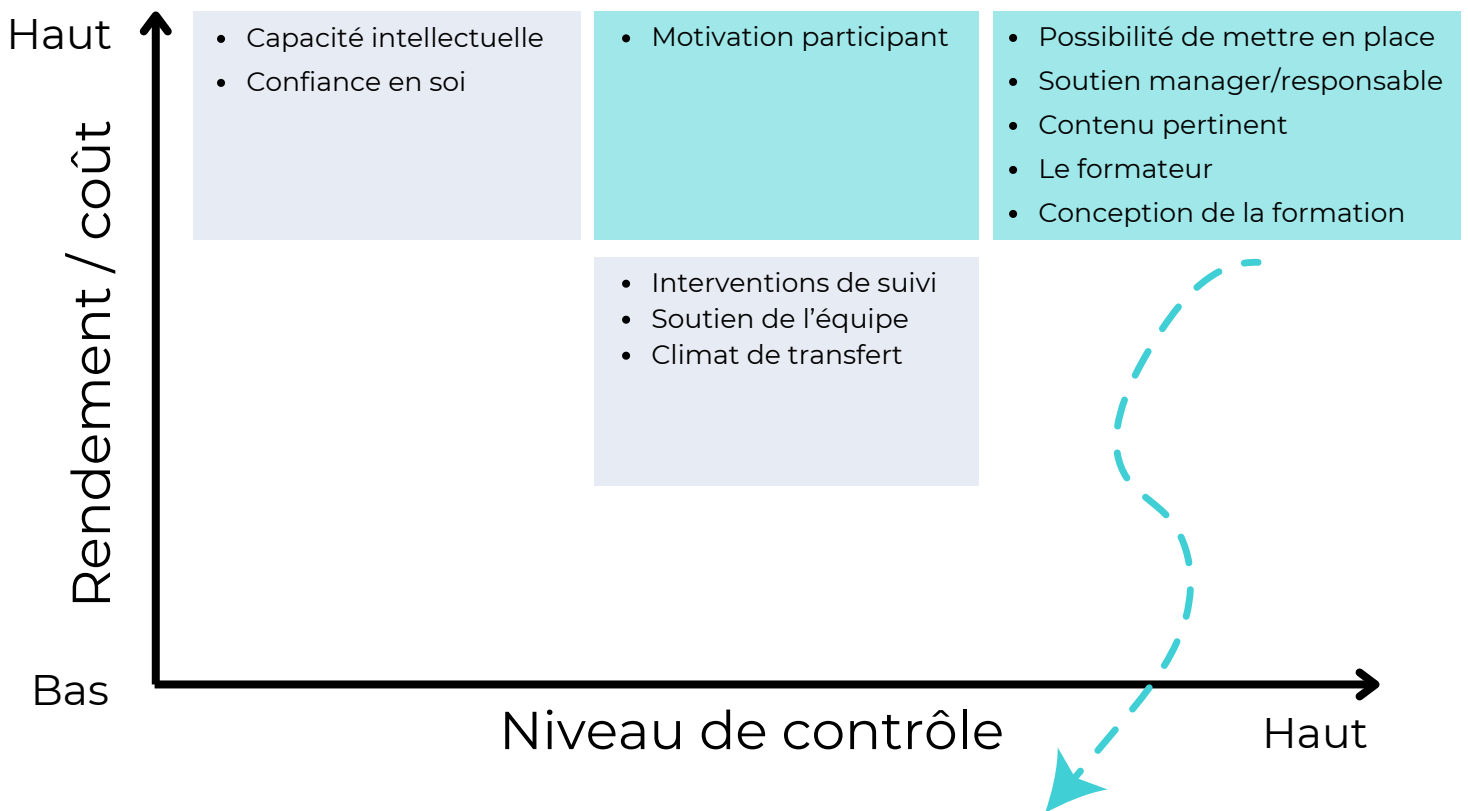 Haut
Rendement / coût
Bas
• Capacité intellectuelle
• Confiance en soi
• Motivation participant
• Possibilité de mettre en place
• Soutien manager/responsable
• Contenu pertinent
• Le formateur
• Conception de la formation
• Interventions de suivi
• Soutien de l’équipe
• Climat de transfert
Niveau de contrôle
Haut